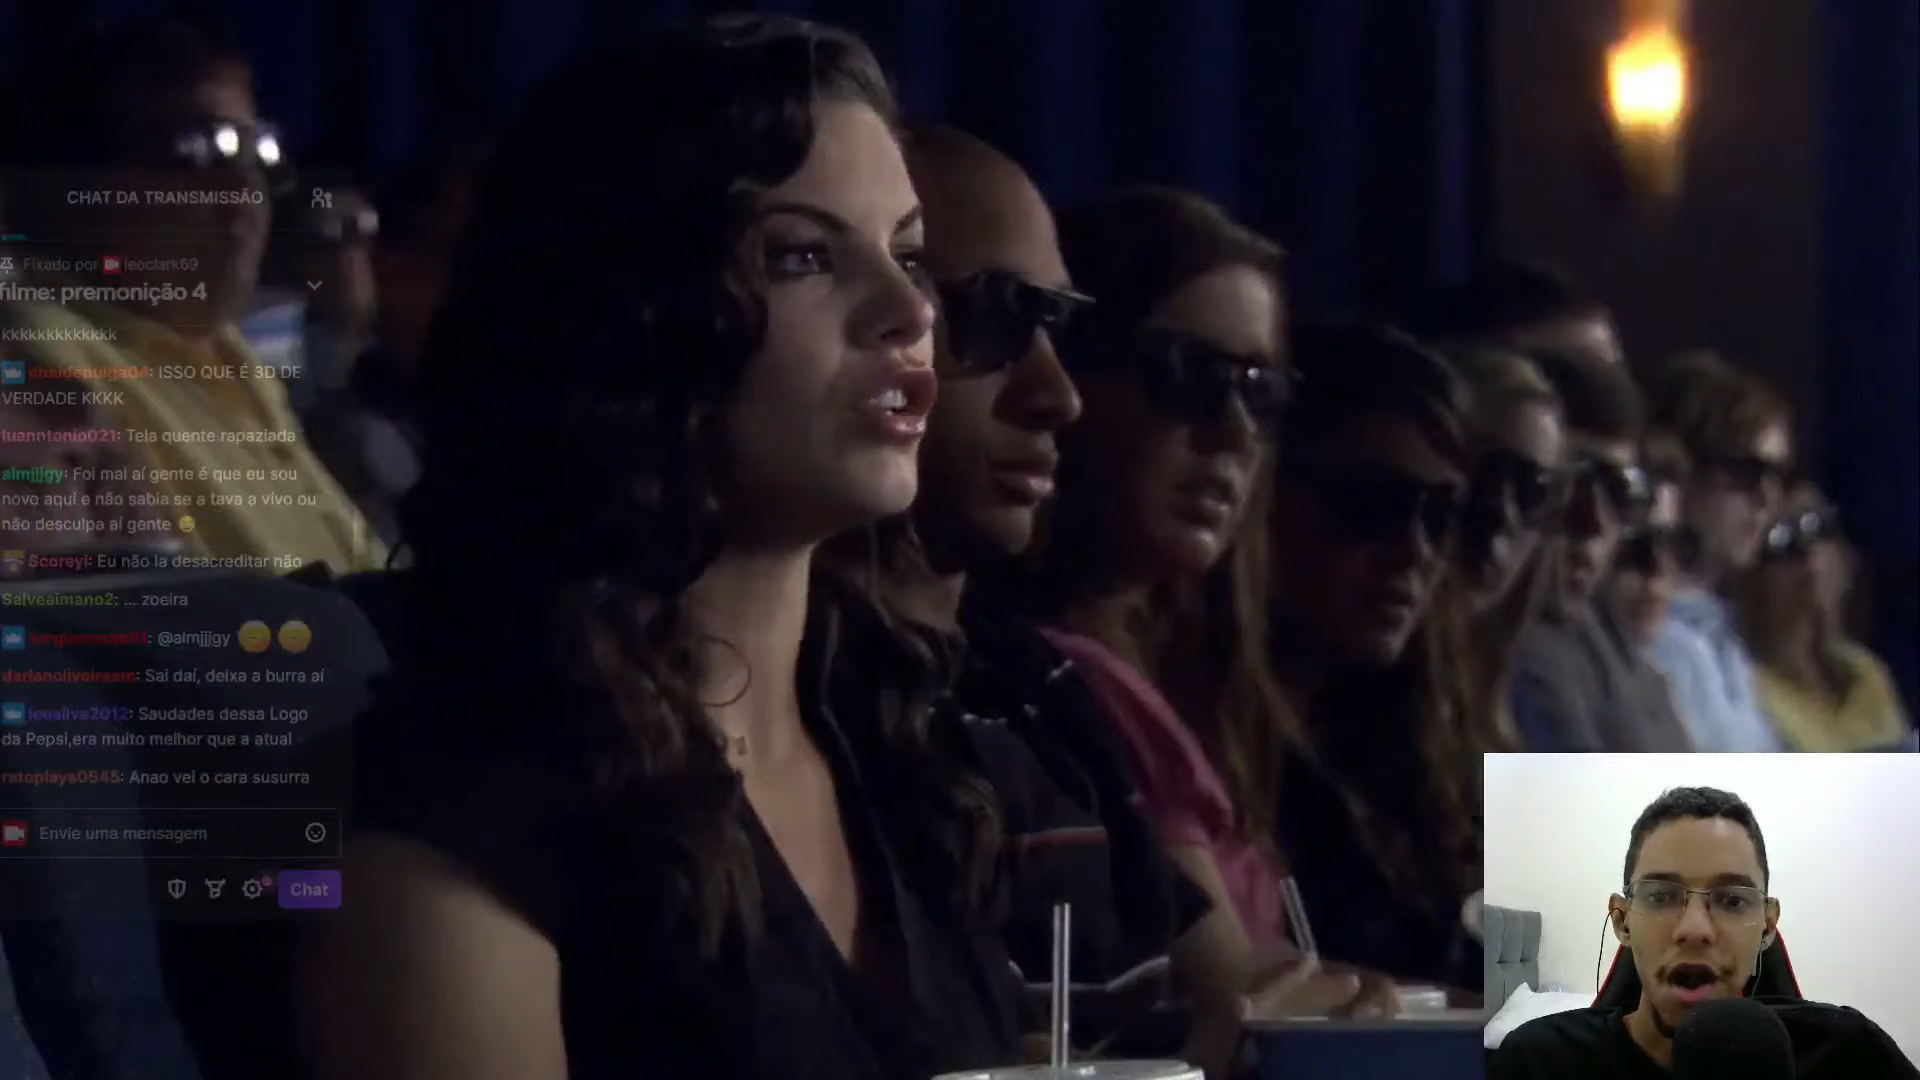 CHAT DA TRANSMISSÃO
Fixado por leoclark69
filme: premonição 4
kkkkkkkkkkkkk
: ISSO QUE É 3D DE
VERDADE KKKK
luanntonio021: Tela quente rapaziada
almjjjgy: Foi mal aí gente é que eu sou
novo aqui e não sabia se a tava a vivo ou
não desculpa aí gente
Scoreyi: Eu não la desacreditar não
Salveaimano2: ... zoeira
: @almjjjgy
: Sai daí, deixa a burra aí
: Saudades dessa Logo
da Pepsi,era muito melhor que a atual
ratoplays0545: Anao vei o cara susurra
Envie uma mensagem
Chat